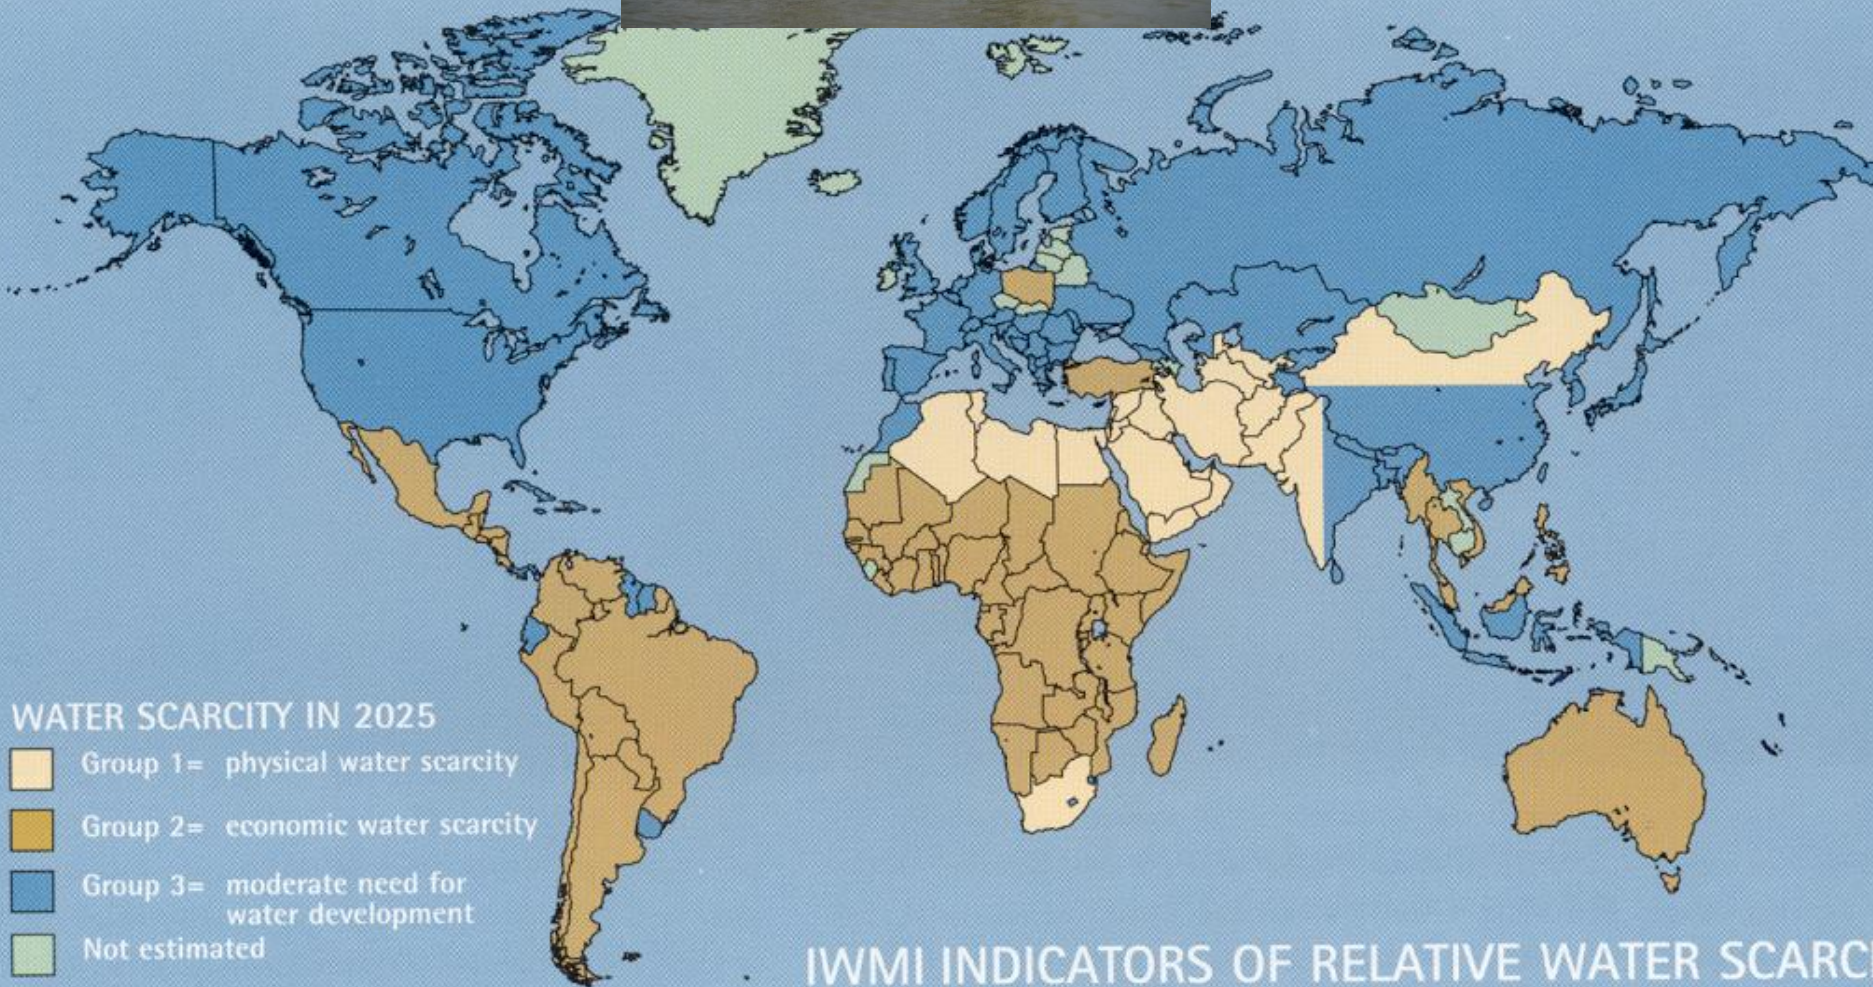 WATER SCARCITY IN 2025
Group 1= physical water scarcity
Group 2= economic water scarcity
Group 3= moderate need for
water development
Not estimated
IWMI INDICATORS OF RELATIVE WATER SCARC